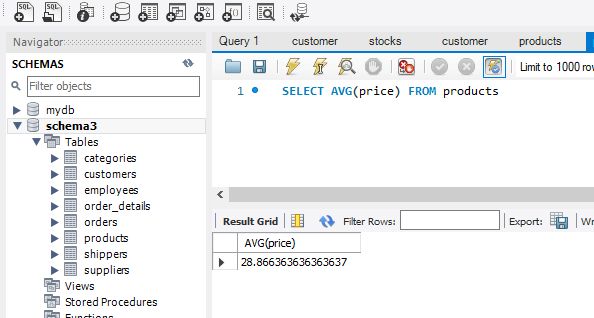 SQL SQL
Navigator
SCHEMAS
Filter objects
mydb
schema3
Tables
categories
customers
employees
order_details
orders
products
shippers
suppliers
Views
Stored Procedures
Functions
Query 1 customer stocks customer products
Limit to 1000 row
1 SELECT AVG(price) FROM products
Result Grid Filter Rows: Export: Wr
AVG(price)
28.866363636363637